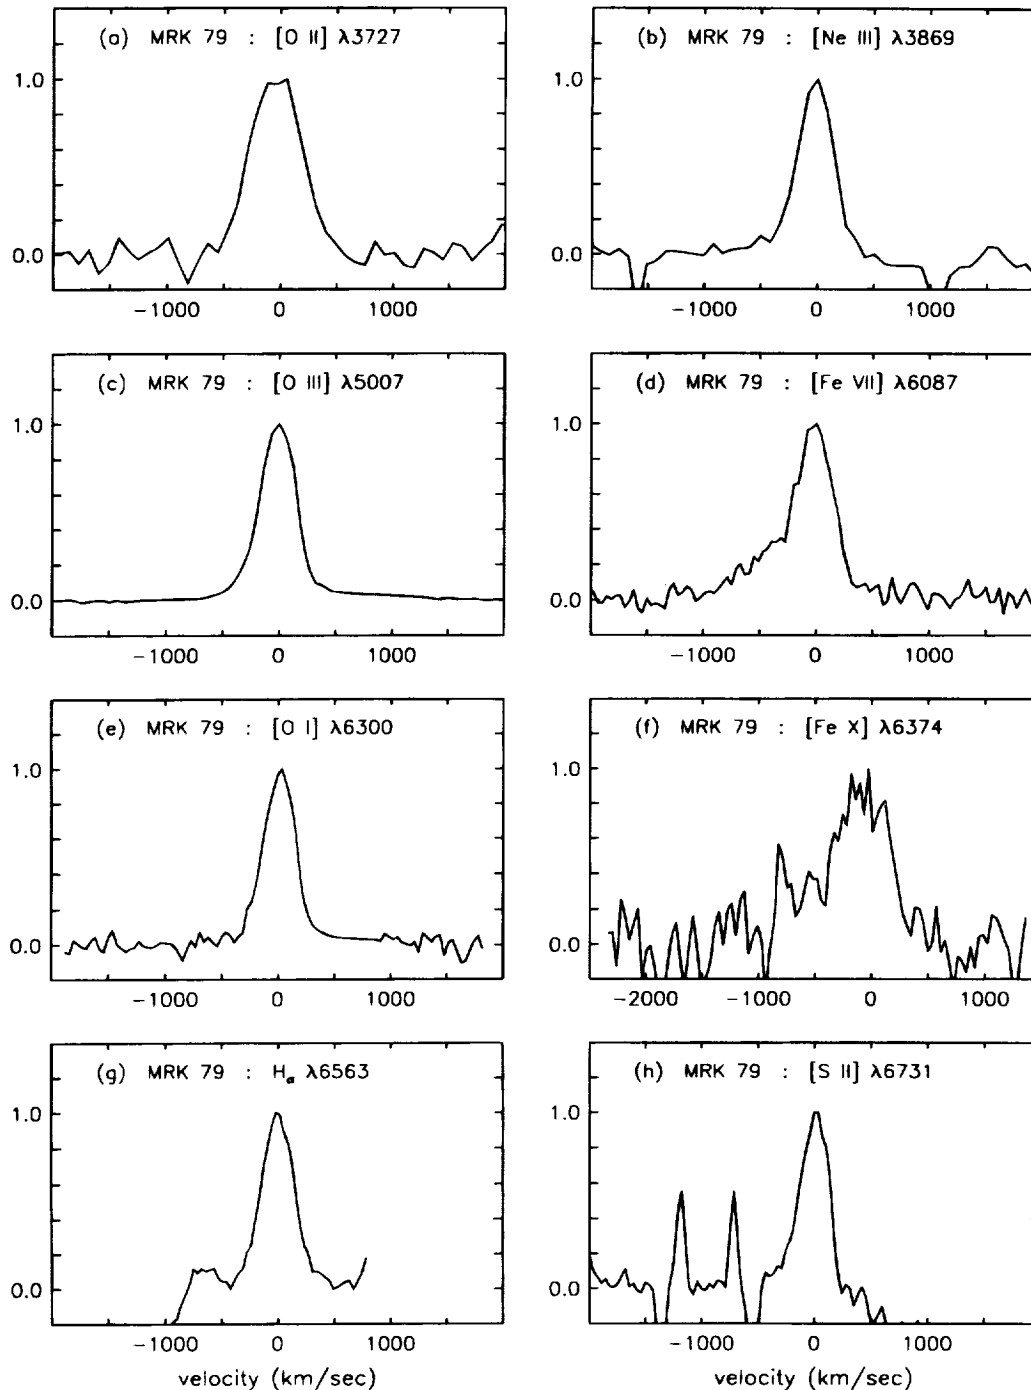 (a) MRK 79 : [O II] λ3727
(b) MRK 79 : [Ne III] λ3869
1.0
0.0
1.0
0.0
−1000 0 1000
−1000 0 1000
(c) MRK 79 : [O III] λ5007
(d) MRK 79 : [Fe VII] λ6087
1.0
0.0
1.0
0.0
−1000 0 1000
−1000 0 1000
(e) MRK 79 : [O I] λ6300
(f) MRK 79 : [Fe X] λ6374
1.0
0.0
1.0
0.0
−1000 0 1000
−2000 −1000 0 1000
(g) MRK 79 : Hα λ6563
(h) MRK 79 : [S II] λ6731
1.0
0.0
1.0
0.0
−1000 0 1000
−1000 0 1000
velocity (km/sec)
velocity (km/sec)